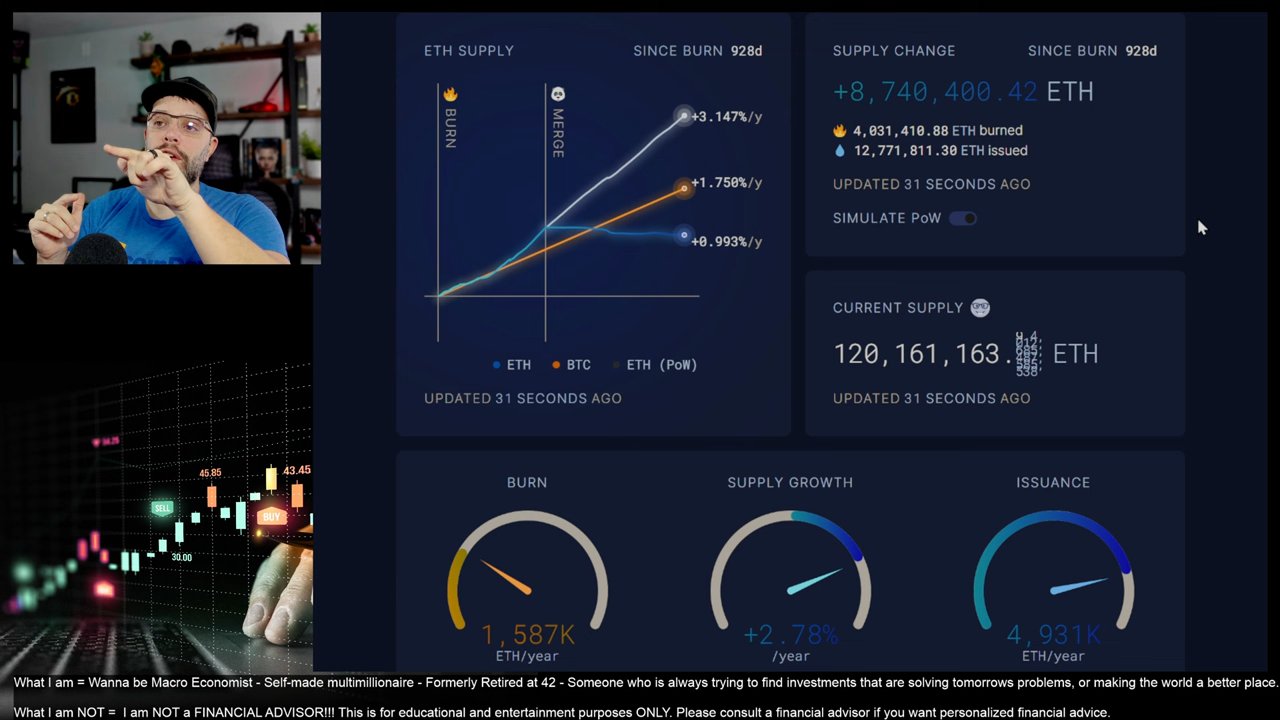 ETH SUPPLY
SINCE BURN 928d
BURN
MERGE
+3.147%/y
+1.750%/y
+0.993%/y
ETH
BTC
ETH (PoW)
UPDATED 31 SECONDS AGO
SUPPLY CHANGE
SINCE BURN 928d
+8,740,400.42 ETH
4,031,410.88 ETH burned
12,771,811.30 ETH issued
UPDATED 31 SECONDS AGO
SIMULATE PoW
CURRENT SUPPLY
120,161,163. ETH
UPDATED 31 SECONDS AGO
BURN
1,587K
ETH/year
SUPPLY GROWTH
+2.78%
/year
ISSUANCE
4,931K
ETH/year
45.85
43.45
SELL
BUY
30.00
What I am = Wanna be Macro Economist - Self-made multimillionaire - Formerly Retired at 42 - Someone who is always trying to find investments that are solving tomorrows problems, or making the world a better place.
What I am NOT = I am NOT a FINANCIAL ADVISOR!!! This is for educational and entertainment purposes ONLY. Please consult a financial advisor if you want personalized financial advice.